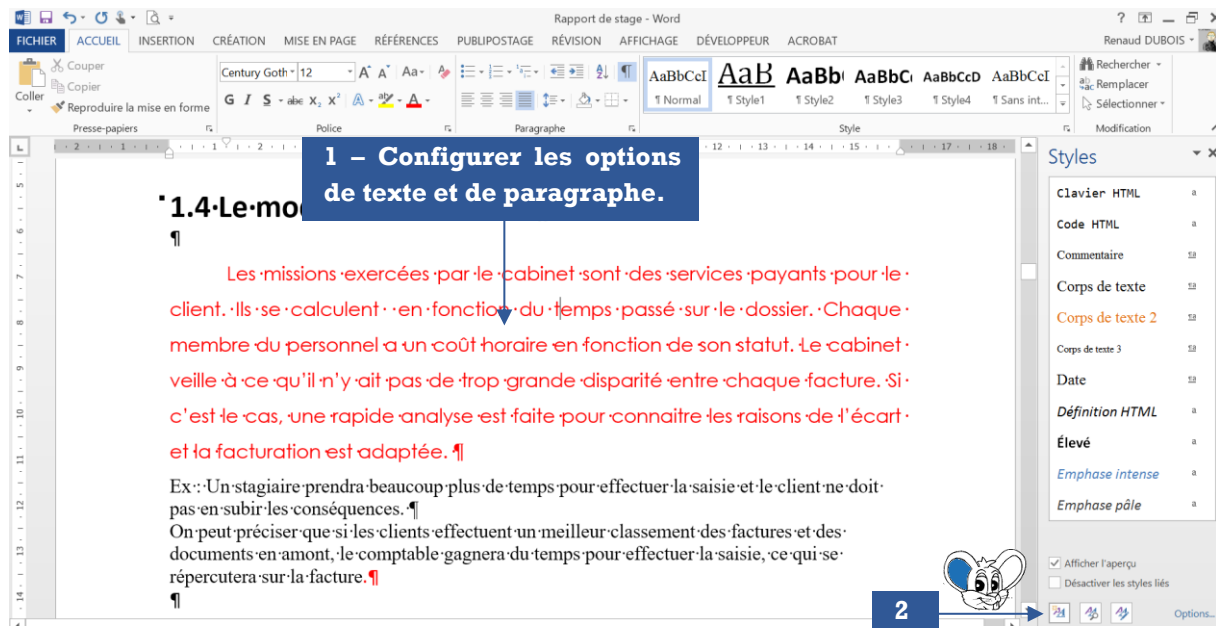 Rapport de stage - Word
FICHIER ACCUEIL INSERTION CRÉATION MISE EN PAGE RÉFÉRENCES PUBLIPOSTAGE RÉVISION AFFICHAGE DÉVELOPPEUR ACROBAT Renaud DUBOIS
Couper
Copier
Coller
Reproduire la mise en forme
Presse-papiers
Century Goth 12
G I S abc X₂ X²
Police
Paragraphe
AaBbCcI AaB AaBb AaBbC AaBbCcD AaBbCcI
¶ Normal ¶ Style1 ¶ Style2 ¶ Style3 ¶ Style4 ¶ Sans int...
Style
Rechercher
Remplacer
Sélectionner
Modification
1 – Configurer les options
de texte et de paragraphe.
1.4·Le·mo
¶
Les·missions·exercées·par·le·cabinet·sont·des·services·payants·pour·le·
client.·Ils·se·calculent··en·fonction·du·temps·passé·sur·le·dossier.·Chaque·
membre·du·personnel·a·un·coût·horaire·en·fonction·de·son·statut.·Le·cabinet·
veille·à·ce·qu'il·n'y·ait·pas·de·trop·grande·disparité·entre·chaque·facture.·Si·
c'est·le·cas,·une·rapide·analyse·est·faite·pour·connaitre·les·raisons·de·l'écart·
et·la·facturation·est·adaptée.·¶
Ex·:·Un·stagiaire·prendra·beaucoup·plus·de·temps·pour·effectuer·la·saisie·et·le·client·ne·doit·
pas·en·subir·les·conséquences.·¶
On·peut·préciser·que·si·les·clients·effectuent·un·meilleur·classement·des·factures·et·des·
documents·en·amont,·le·comptable·gagnera·du·temps·pour·effectuer·la·saisie,·ce·qui·se·
répercutera·sur·la·facture.¶
¶
2
Styles
Clavier HTML a
Code HTML a
Commentaire
Corps de texte
Corps de texte 2
Corps de texte 3
Date
Définition HTML a
Élevé a
Emphase intense a
Emphase pâle a
Afficher l'aperçu
Désactiver les styles liés
Options...